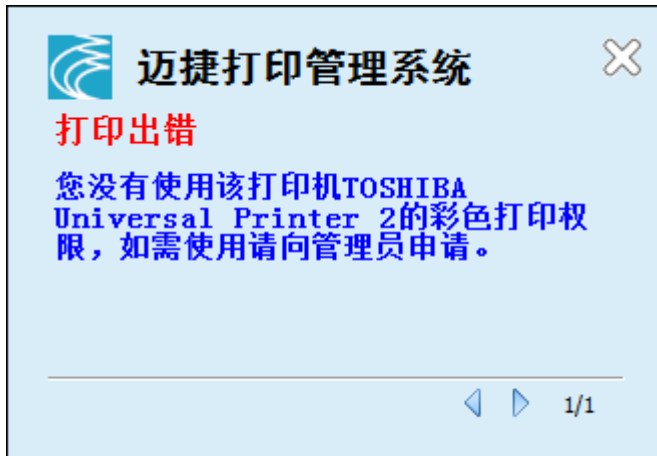 迈捷打印管理系统
打印出错
您没有使用该打印机TOSHIBA
Universal Printer 2的彩色打印权
限，如需使用请向管理员申请。
1/1